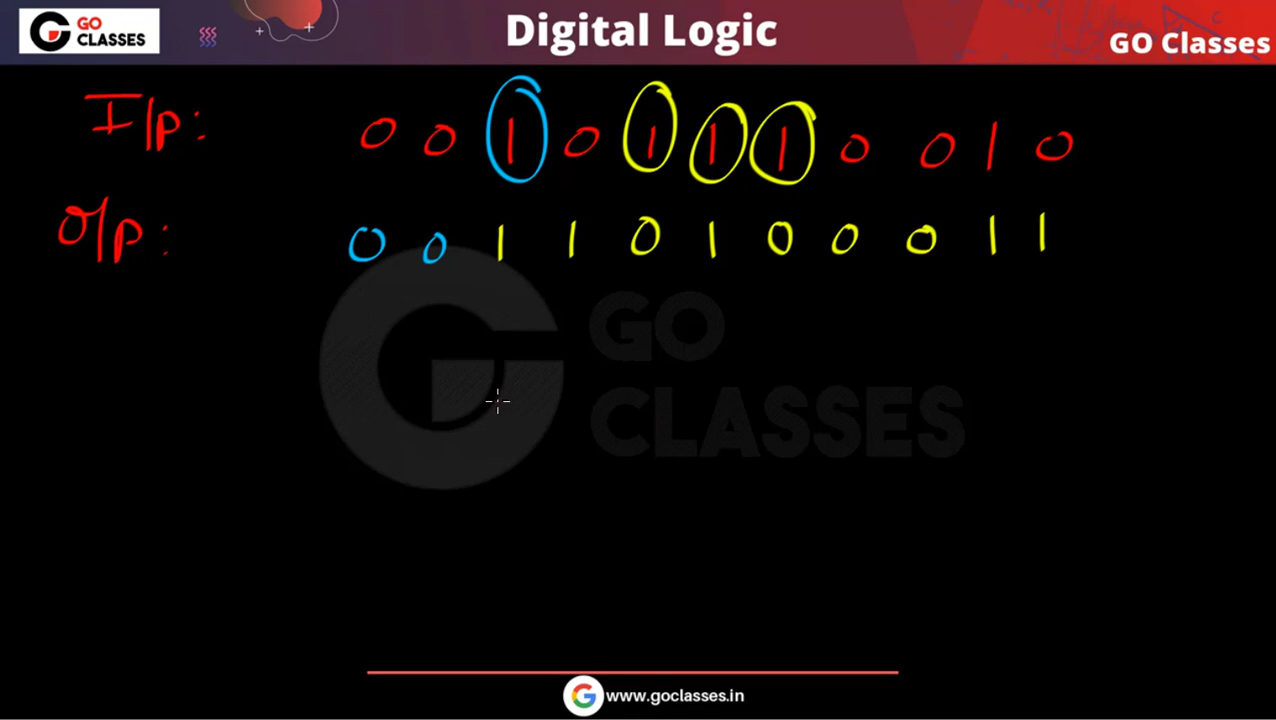 GO CLASSES
Digital Logic
GO Classes
I/p: 0 0 1 0 1 1 1 0 0 1 0
O/p: 0 0 1 1 0 1 0 0 0 1 1
GO
CLASSES
www.goclasses.in